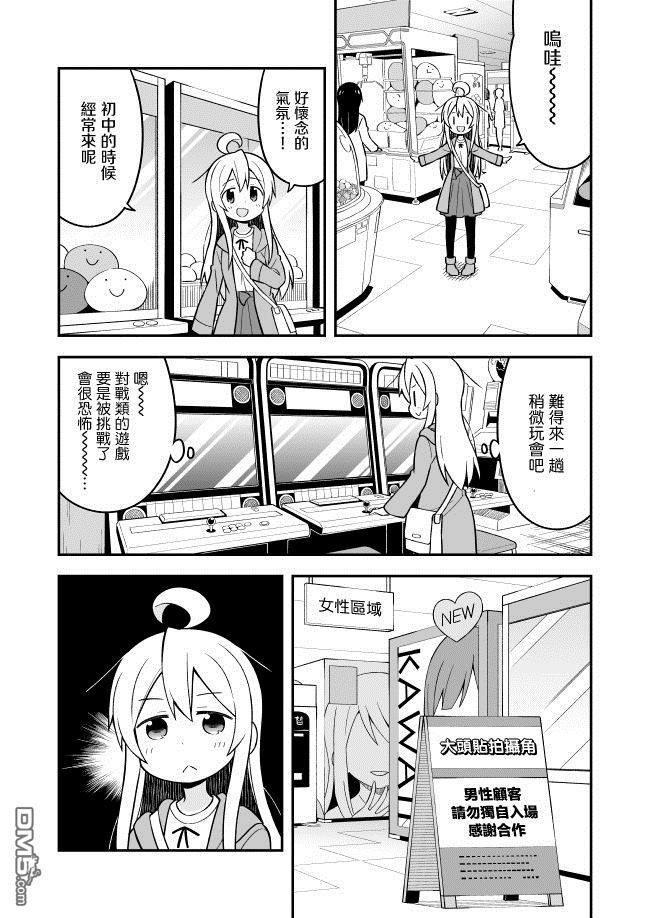 嗚哇~~~~
好懷念的
氣氛…!
初中的時候
經常來呢
難得來一趟
稍微玩會吧
嗯~~
對戰類的遊戲
要是被挑戰了
會很恐怖~~~~……
女性區域
NEW
KAWAII
大頭貼拍攝角
男性顧客
請勿獨自入場
感謝合作
DM5.com